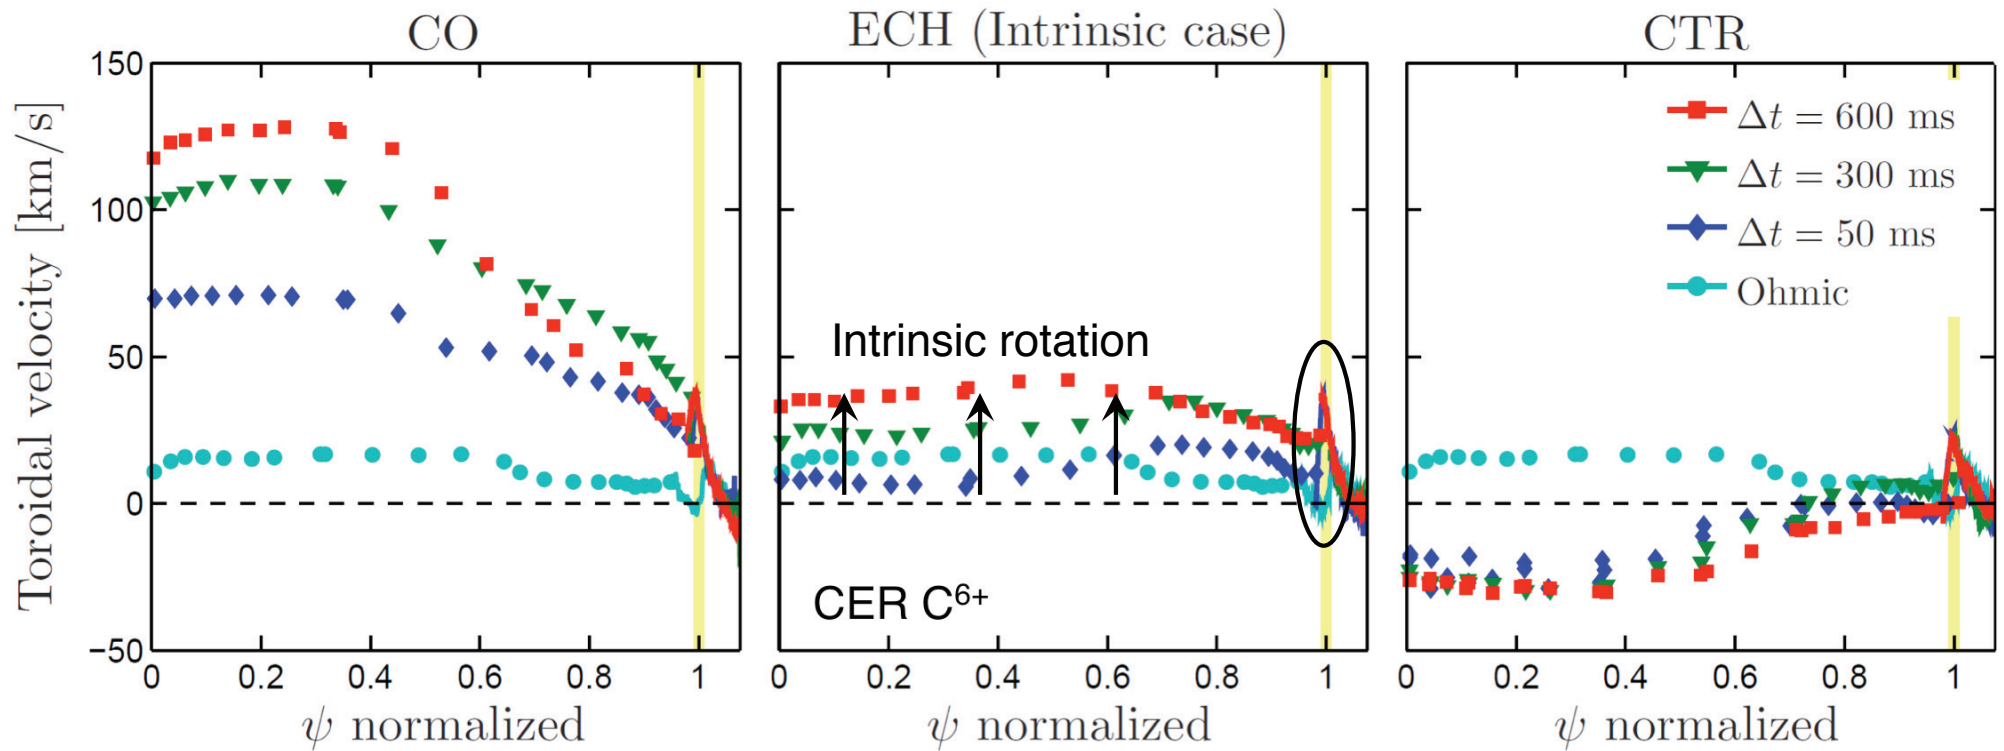 CO
ECH (Intrinsic case)
CTR
Toroidal velocity [km/s]
150
100
50
0
−50
Δt = 600 ms
Δt = 300 ms
Δt = 50 ms
Ohmic
Intrinsic rotation
CER C⁶⁺
0 0.2 0.4 0.6 0.8 1
0 0.2 0.4 0.6 0.8 1
0 0.2 0.4 0.6 0.8 1
ψ normalized
ψ normalized
ψ normalized